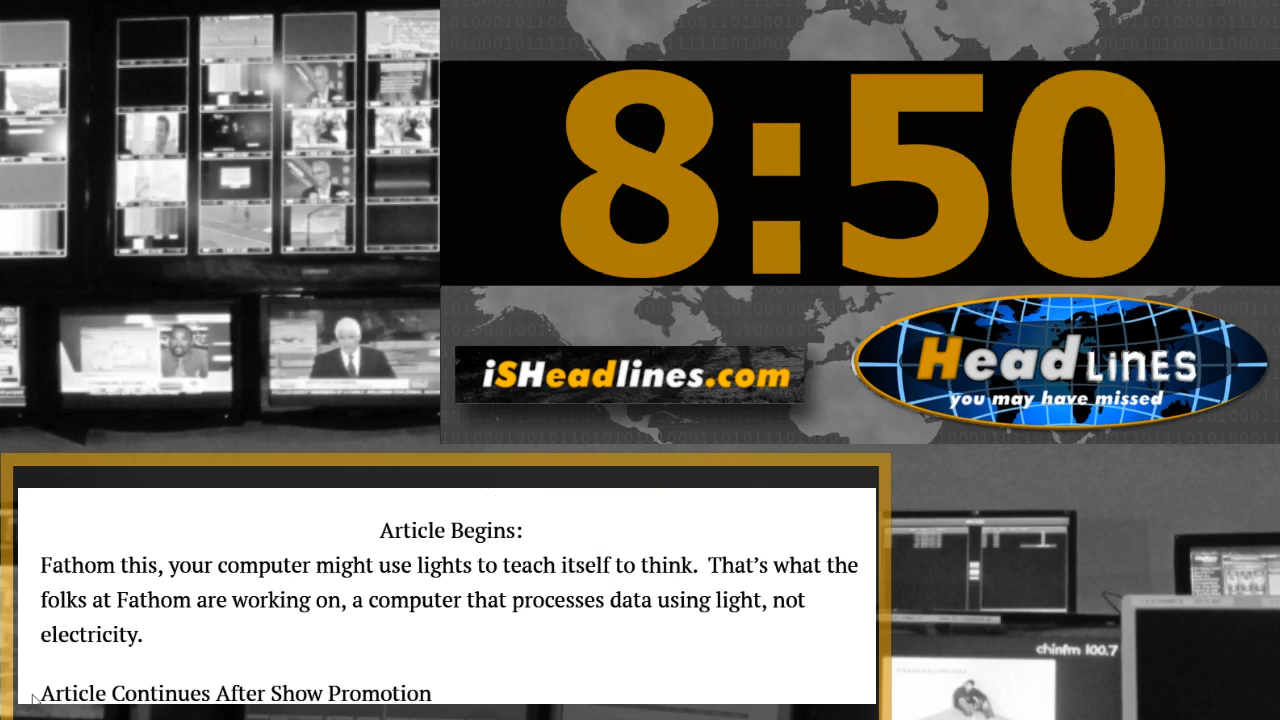 8:50
iSHeadlines.com
HeadLINES
you may have missed
Article Begins:
Fathom this, your computer might use lights to teach itself to think.  That’s what the
folks at Fathom are working on, a computer that processes data using light, not
electricity.
Article Continues After Show Promotion
chinfm 100.7